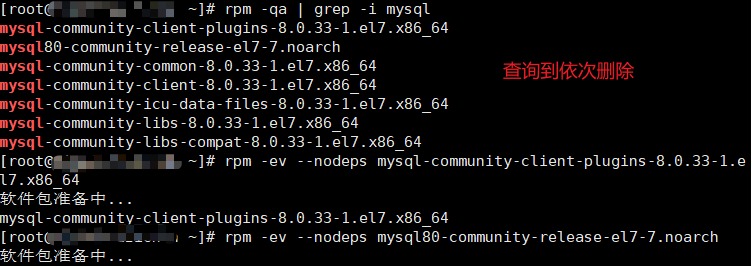 [root@ ]# rpm -qa | grep -i mysql
mysql-community-client-plugins-8.0.33-1.el7.x86_64
mysql80-community-release-el7-7.noarch
mysql-community-common-8.0.33-1.el7.x86_64
查询到依次删除
mysql-community-client-8.0.33-1.el7.x86_64
mysql-community-icu-data-files-8.0.33-1.el7.x86_64
mysql-community-libs-8.0.33-1.el7.x86_64
mysql-community-libs-compat-8.0.33-1.el7.x86_64
[root@ ]# rpm -ev --nodeps mysql-community-client-plugins-8.0.33-1.e
l7.x86_64
软件包准备中...
mysql-community-client-plugins-8.0.33-1.el7.x86_64
[root@ ]# rpm -ev --nodeps mysql80-community-release-el7-7.noarch
软件包准备中...